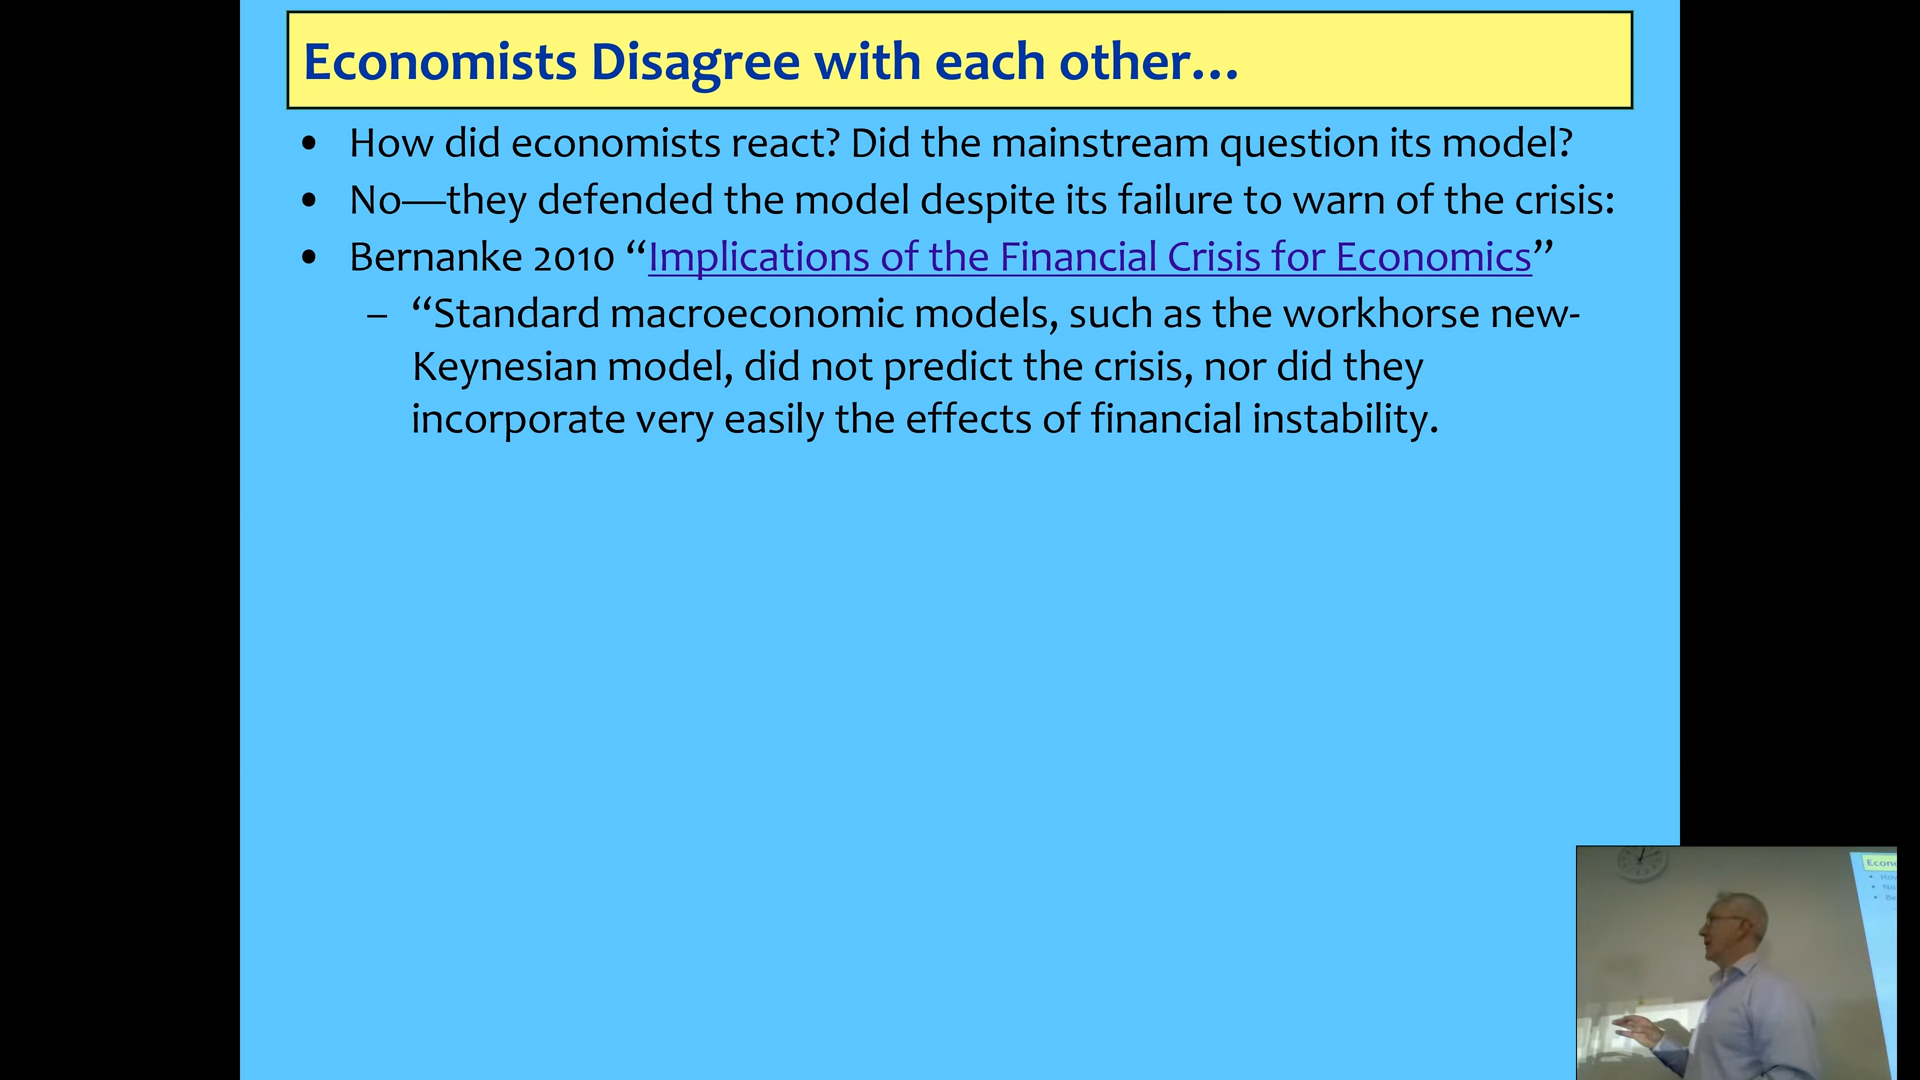 Economists Disagree with each other…
• How did economists react? Did the mainstream question its model?
• No—they defended the model despite its failure to warn of the crisis:
• Bernanke 2010 “Implications of the Financial Crisis for Economics”
– “Standard macroeconomic models, such as the workhorse new-
Keynesian model, did not predict the crisis, nor did they
incorporate very easily the effects of financial instability.
Econ